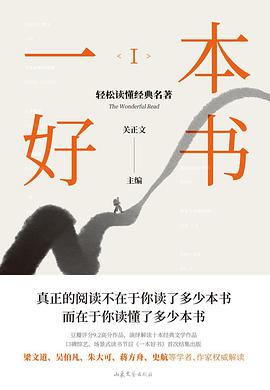 一本好书
I
轻松读懂经典名著
The Wonderful Read
关正文
主编
真正的阅读不在于你读了多少本书
而在于你读懂了多少本书
豆瓣评分9.2高分作品，演绎解读十本经典文学作品
口碑综艺、场景式读书节目《一本好书》首次结集出版
梁文道、吴伯凡、朱大可、蒋方舟、史航等学者、作家权威解读
山东文艺出版社